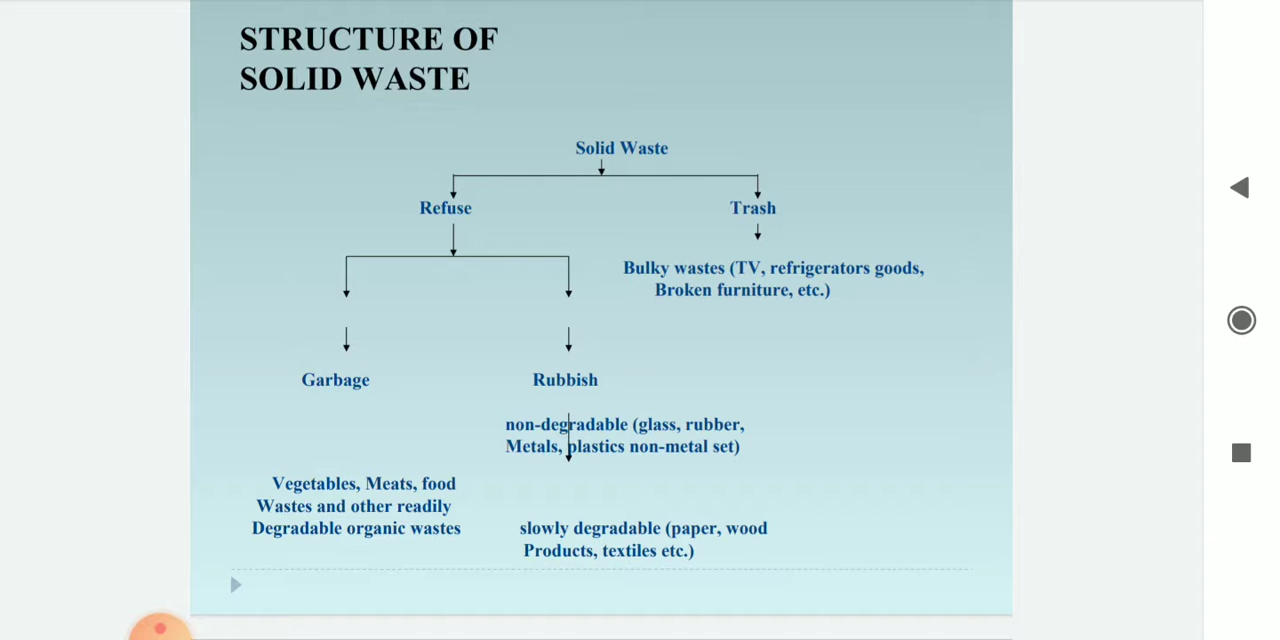 STRUCTURE OF
SOLID WASTE
Solid Waste
Refuse
Trash
Bulky wastes (TV, refrigerators goods,
Broken furniture, etc.)
Garbage
Rubbish
non-degradable (glass, rubber,
Metals, plastics non-metal set)
Vegetables, Meats, food
Wastes and other readily
Degradable organic wastes
slowly degradable (paper, wood
Products, textiles etc.)